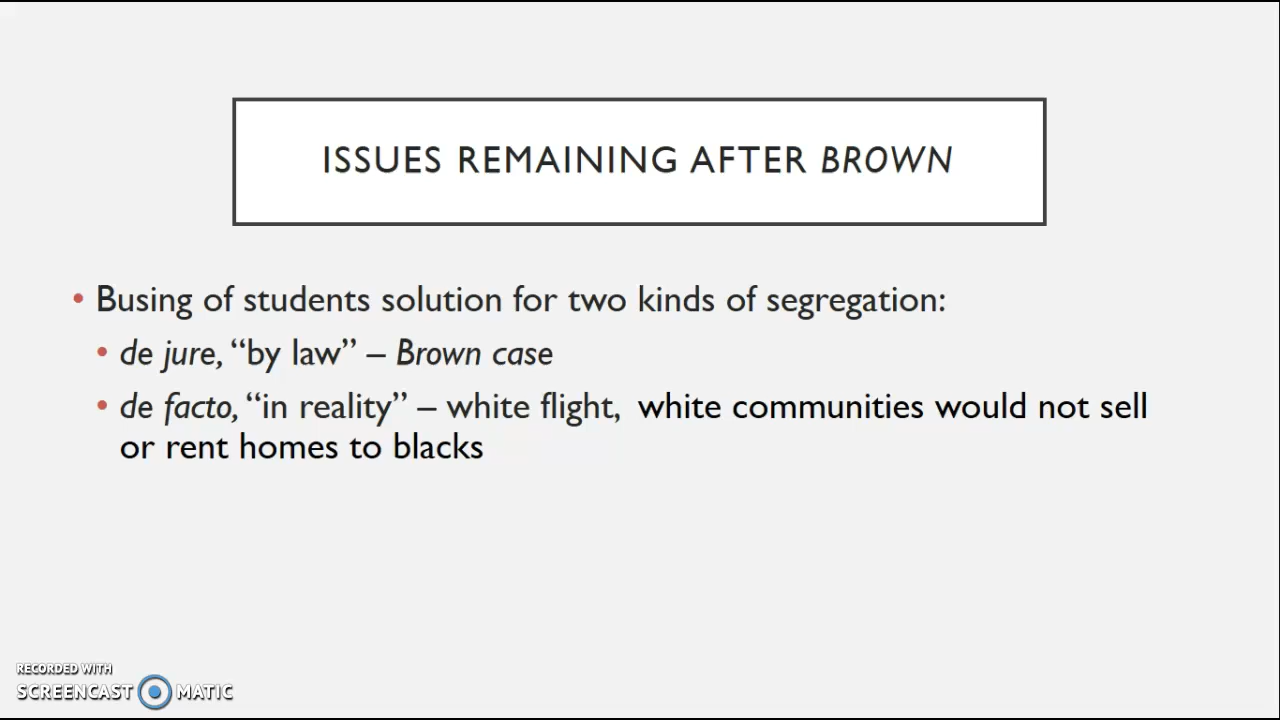 ISSUES REMAINING AFTER BROWN
• Busing of students solution for two kinds of segregation:
• de jure, “by law” – Brown case
• de facto, “in reality” – white flight, white communities would not sell
or rent homes to blacks
RECORDED WITH
SCREENCAST MATIC